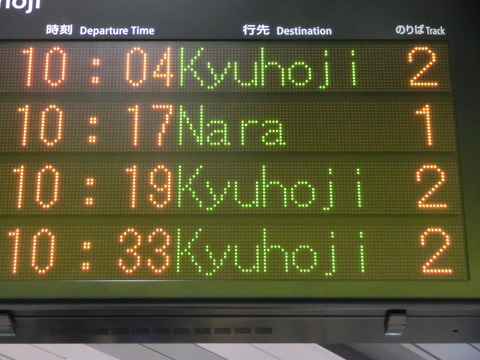 時刻 Departure Time 行先 Destination のりば Track
10:04 Kyuhoji 2
10:17 Nara 1
10:19 Kyuhoji 2
10:33 Kyuhoji 2